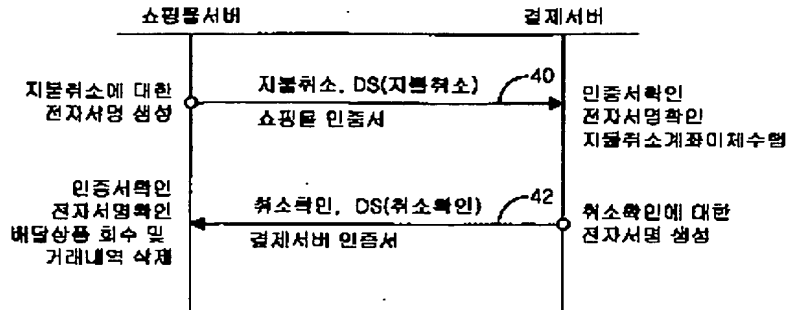 쇼핑몰서버 결제서버
지불취소에 대한
전자서명 생성
지불취소, DS(지불취소) 40
쇼핑몰 인증서
인증서확인
전자서명확인
지불취소계좌이체수행
인증서확인
전자서명확인
배달상품 회수 및
거래내역 삭제
취소확인, DS(취소확인) 42
결제서버 인증서
취소확인에 대한
전자서명 생성